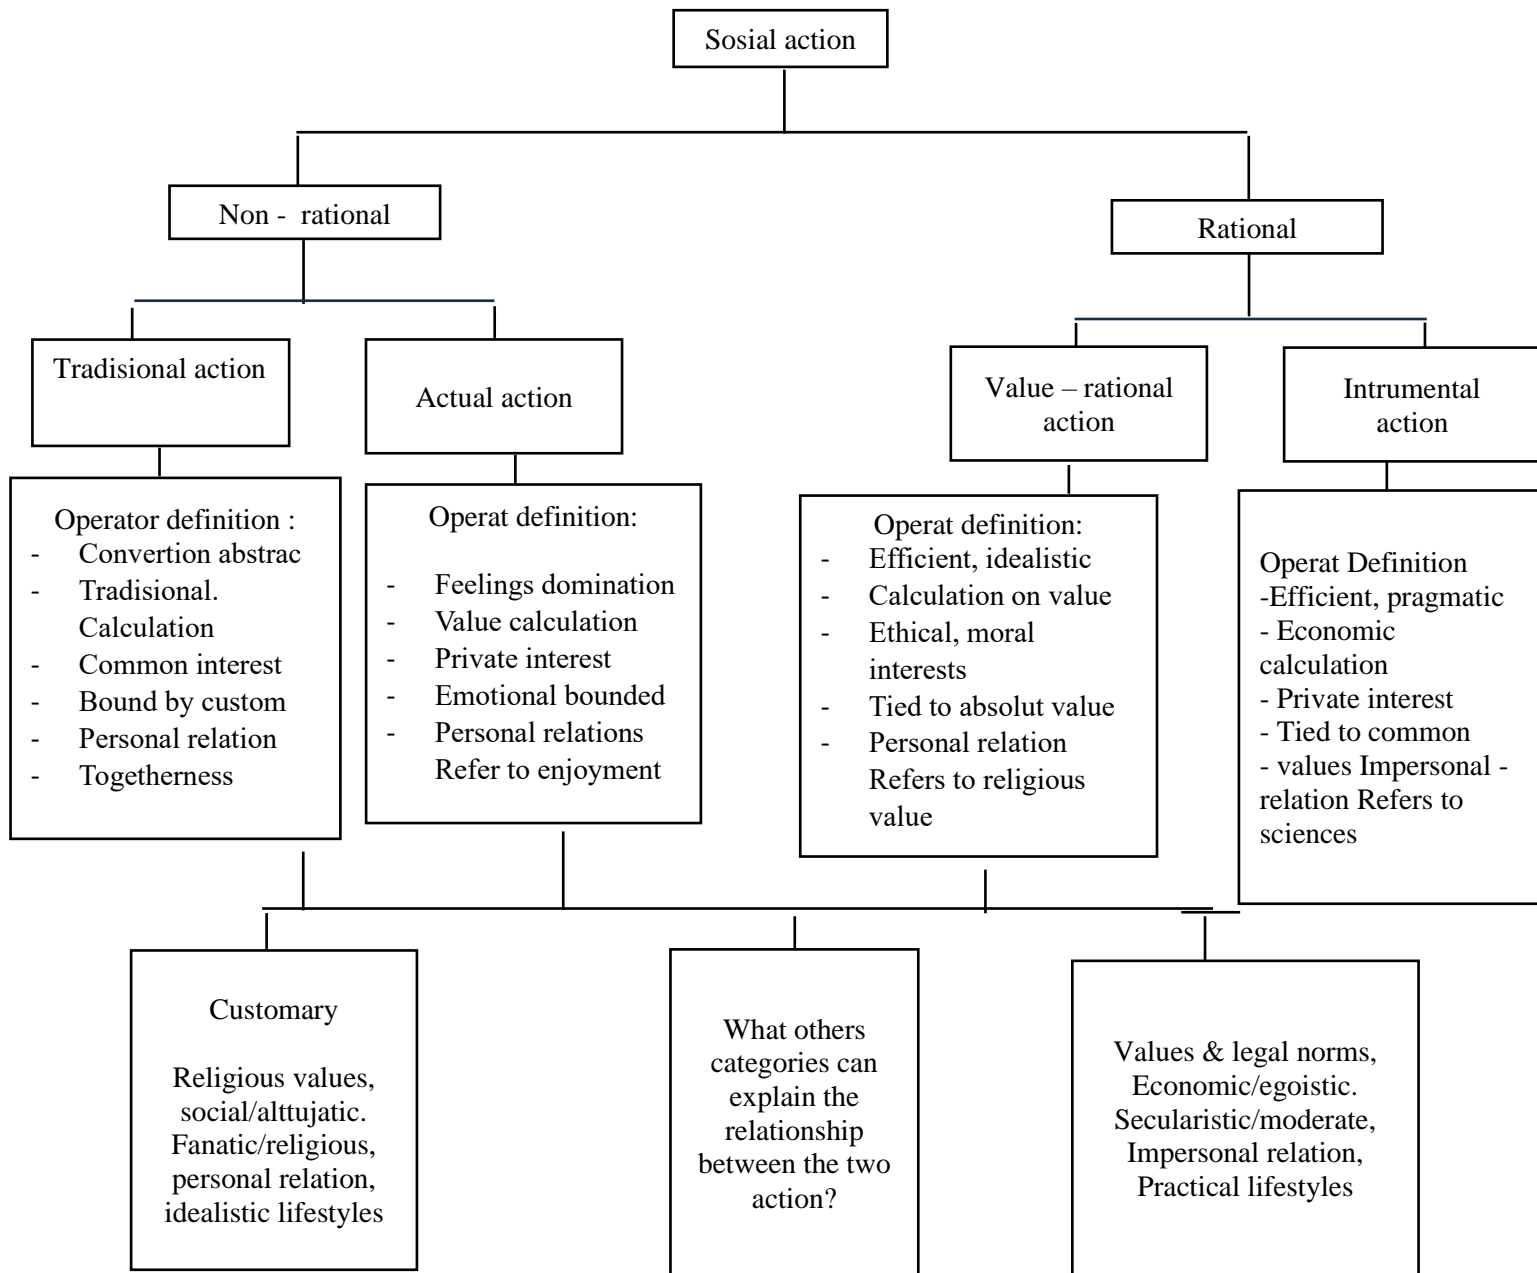 Sosial action
Non - rational
Rational
Tradisional action
Actual action
Value – rational
action
Intrumental
action
Operator definition :
- Convertion abstrac
- Tradisional.
Calculation
- Common interest
- Bound by custom
- Personal relation
- Togetherness
Operat definition:
- Feelings domination
- Value calculation
- Private interest
- Emotional bounded
- Personal relations
Refer to enjoyment
Operat definition:
- Efficient, idealistic
- Calculation on value
- Ethical, moral
interests
- Tied to absolut value
- Personal relation
Refers to religious
value
Operat Definition
-Efficient, pragmatic
- Economic
calculation
- Private interest
- Tied to common
- values Impersonal -
relation Refers to
sciences
Customary
Religious values,
social/alttujatic.
Fanatic/religious,
personal relation,
idealistic lifestyles
What others
categories can
explain the
relationship
between the two
action?
Values & legal norms,
Economic/egoistic.
Secularistic/moderate,
Impersonal relation,
Practical lifestyles